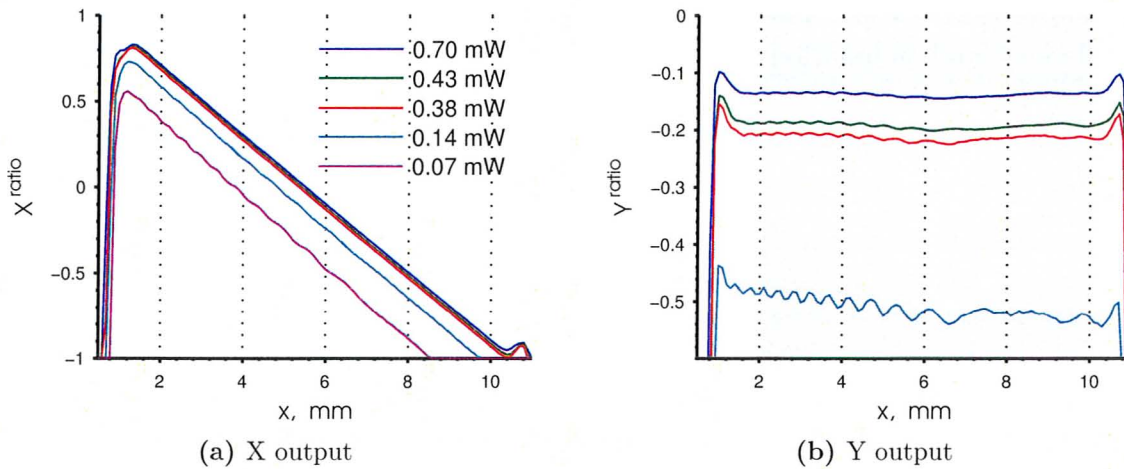 1
0.5
0
−0.5
−1
X ratio
2
4
6
8
10
x, mm
0.70 mW
0.43 mW
0.38 mW
0.14 mW
0.07 mW
(a) X output
0
−0.1
−0.2
−0.3
−0.4
−0.5
Y ratio
2
4
6
8
10
x, mm
(b) Y output